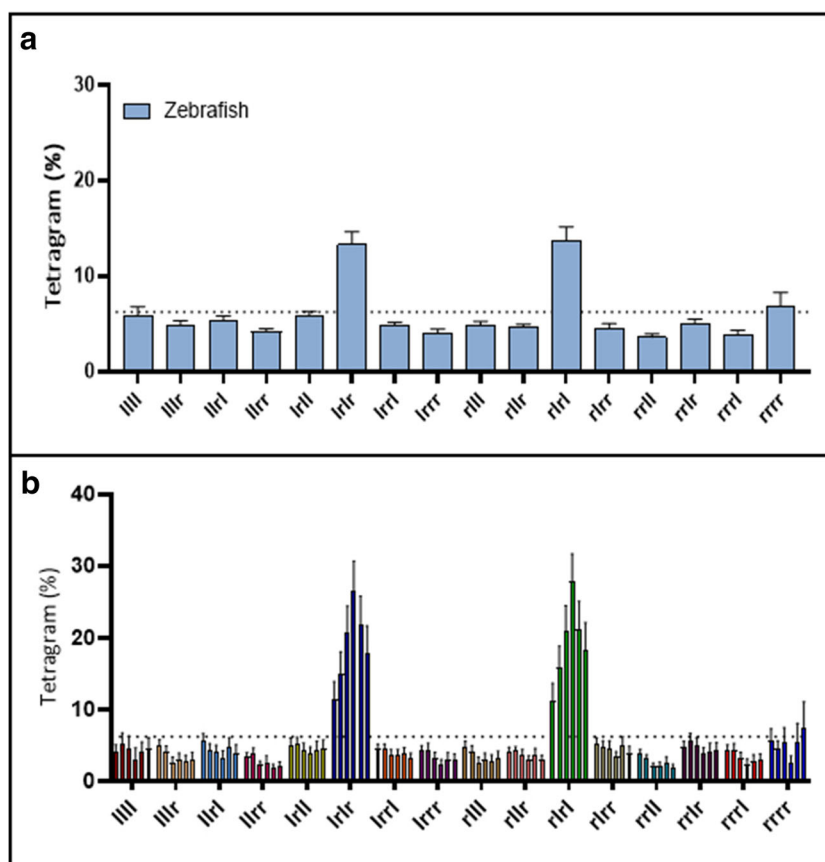 a
30
Zebrafish
20
10
0
Tetragram (%)
llll lllr llrl llrr lrll lrlr lrrl lrrr rlll rllr rlrl rlrr rrll rrlr rrrl rrrr
b
40
30
20
10
0
Tetragram (%)
llll lllr llrl llrr lrll lrlr lrrl lrrr rlll rllr rlrl rlrr rrll rrlr rrrl rrrr